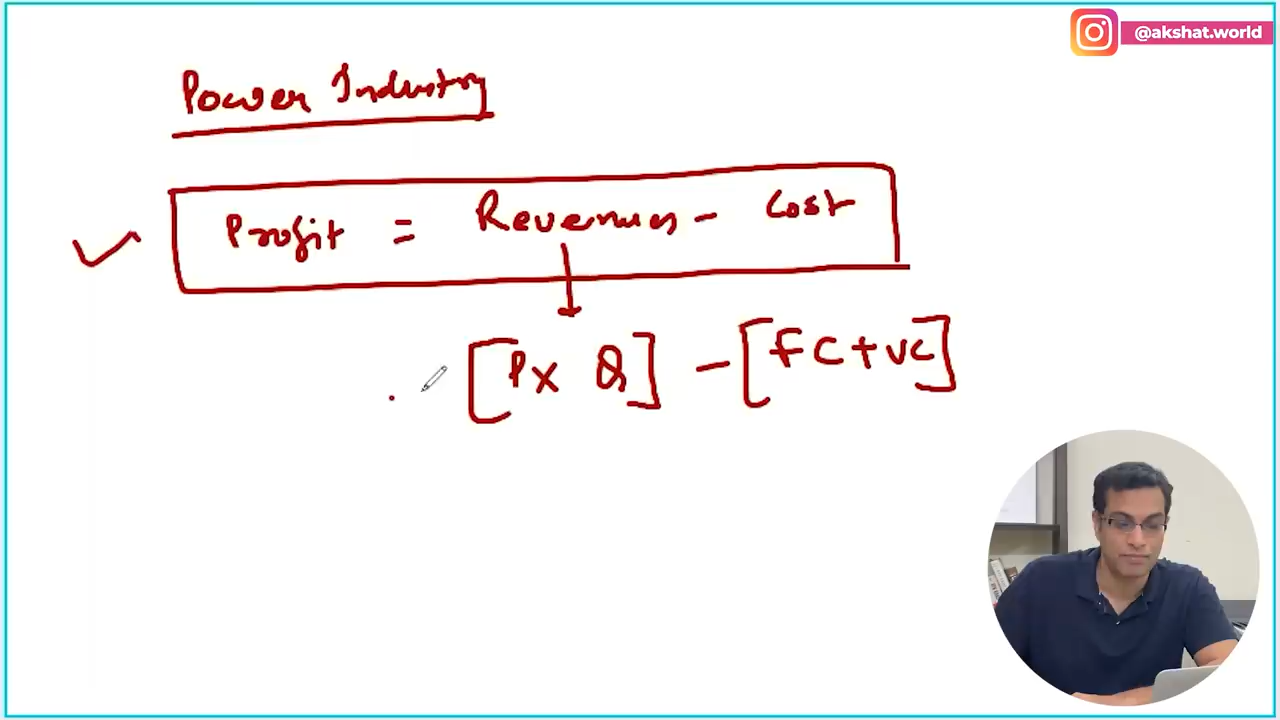 @akshat.world
Power Industry
Profit = Revenues - Cost
[P x Q] - [FC + VC]